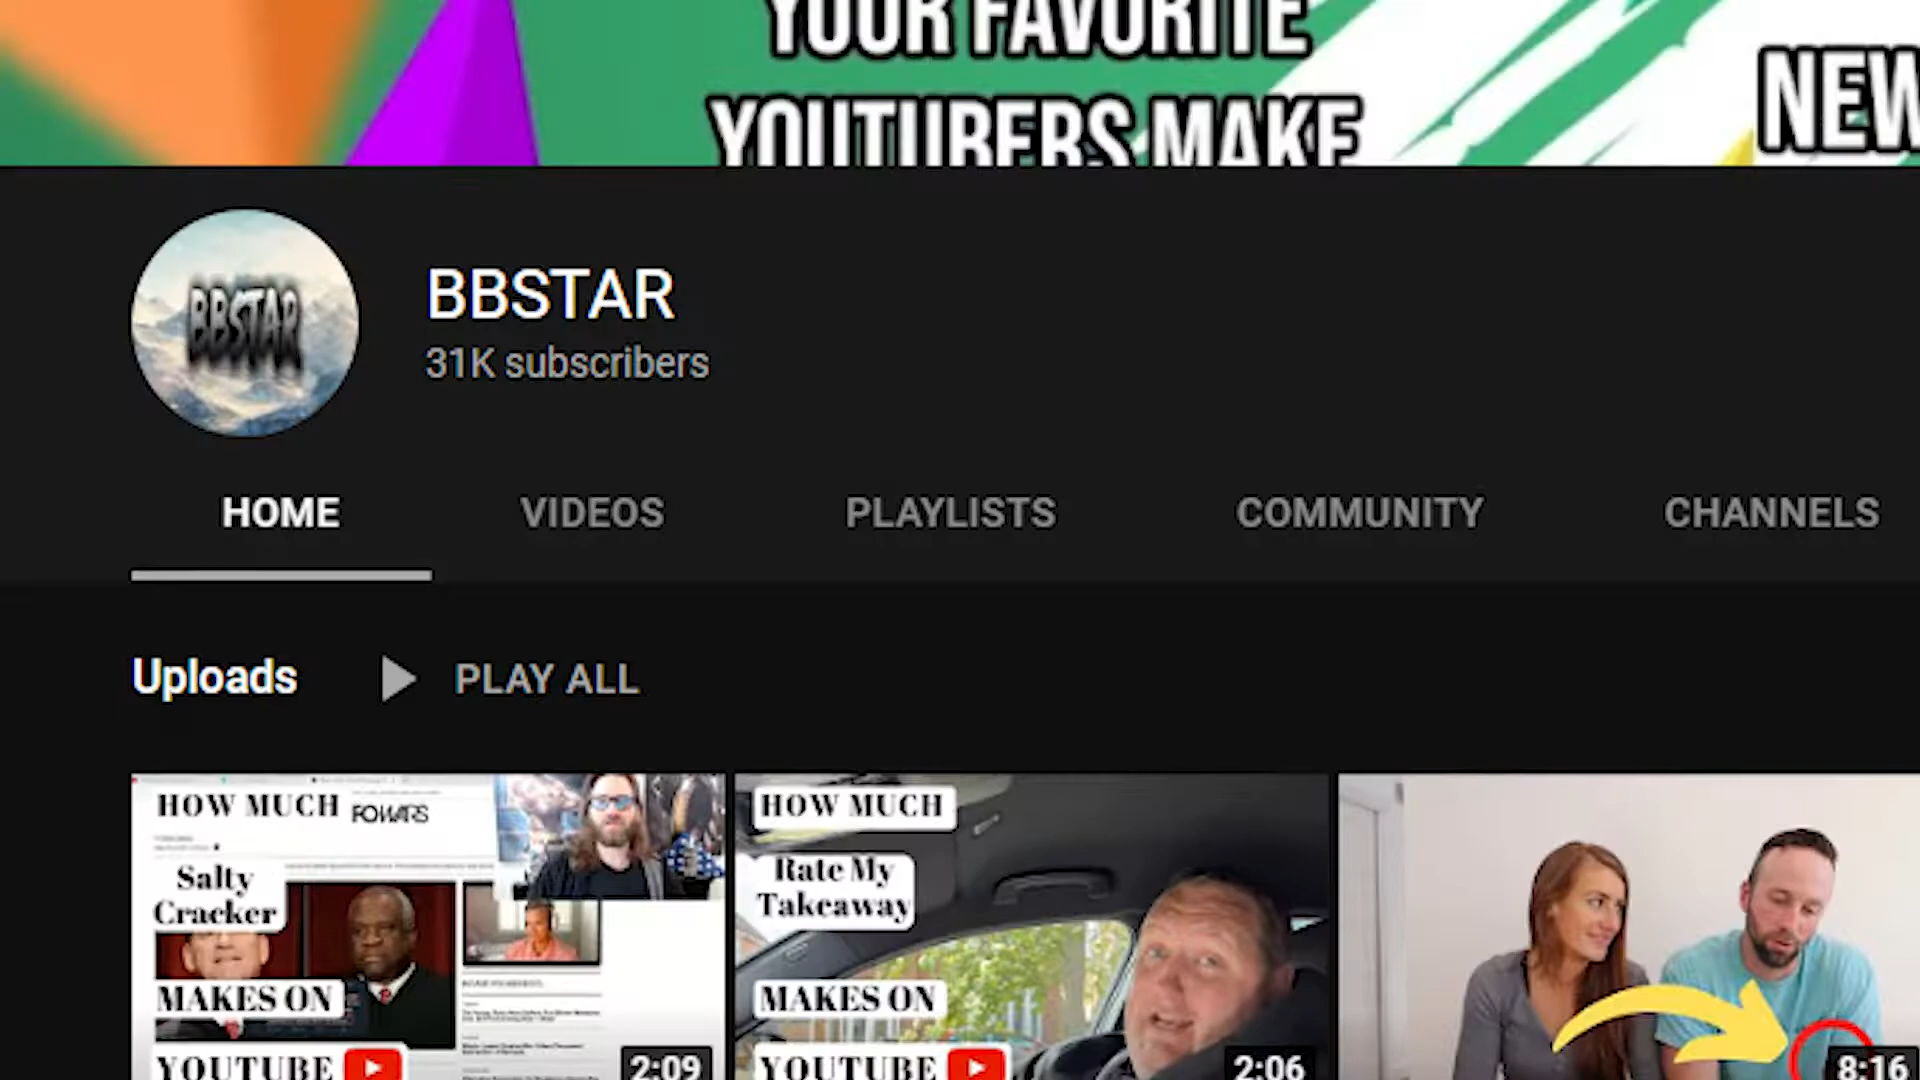 YOUR FAVORITE
YOUTUBERS MAKE
NEW
BBSTAR
BBSTAR
31K subscribers
HOME
VIDEOS
PLAYLISTS
COMMUNITY
CHANNELS
Uploads
PLAY ALL
HOW MUCH
FOWARS
Salty
Cracker
MAKES ON
YOUTUBE
2:09
HOW MUCH
Rate My
Takeaway
MAKES ON
YOUTUBE
2:06
8:16